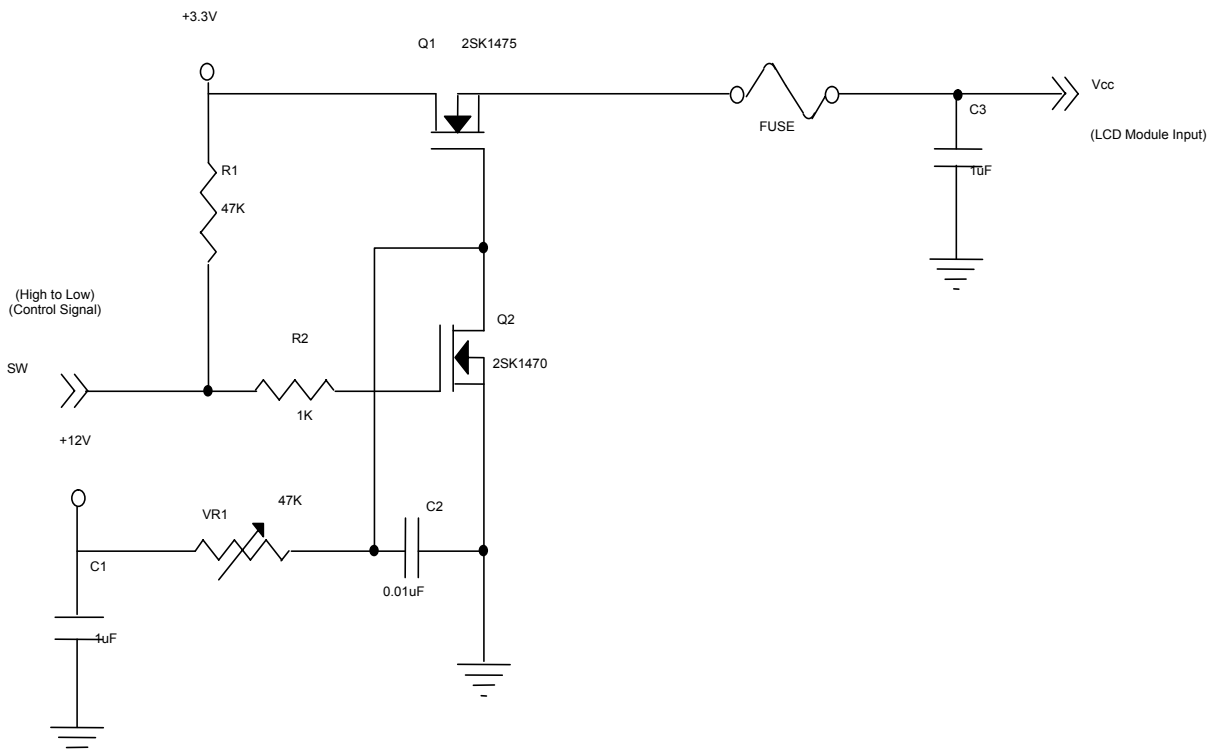 +3.3V
Q1 2SK1475
Vcc
C3
FUSE
(LCD Module Input)
R1
1uF
47K
(High to Low)
(Control Signal)
Q2
R2
2SK1470
SW
1K
+12V
47K
C2
VR1
C1
0.01uF
1uF